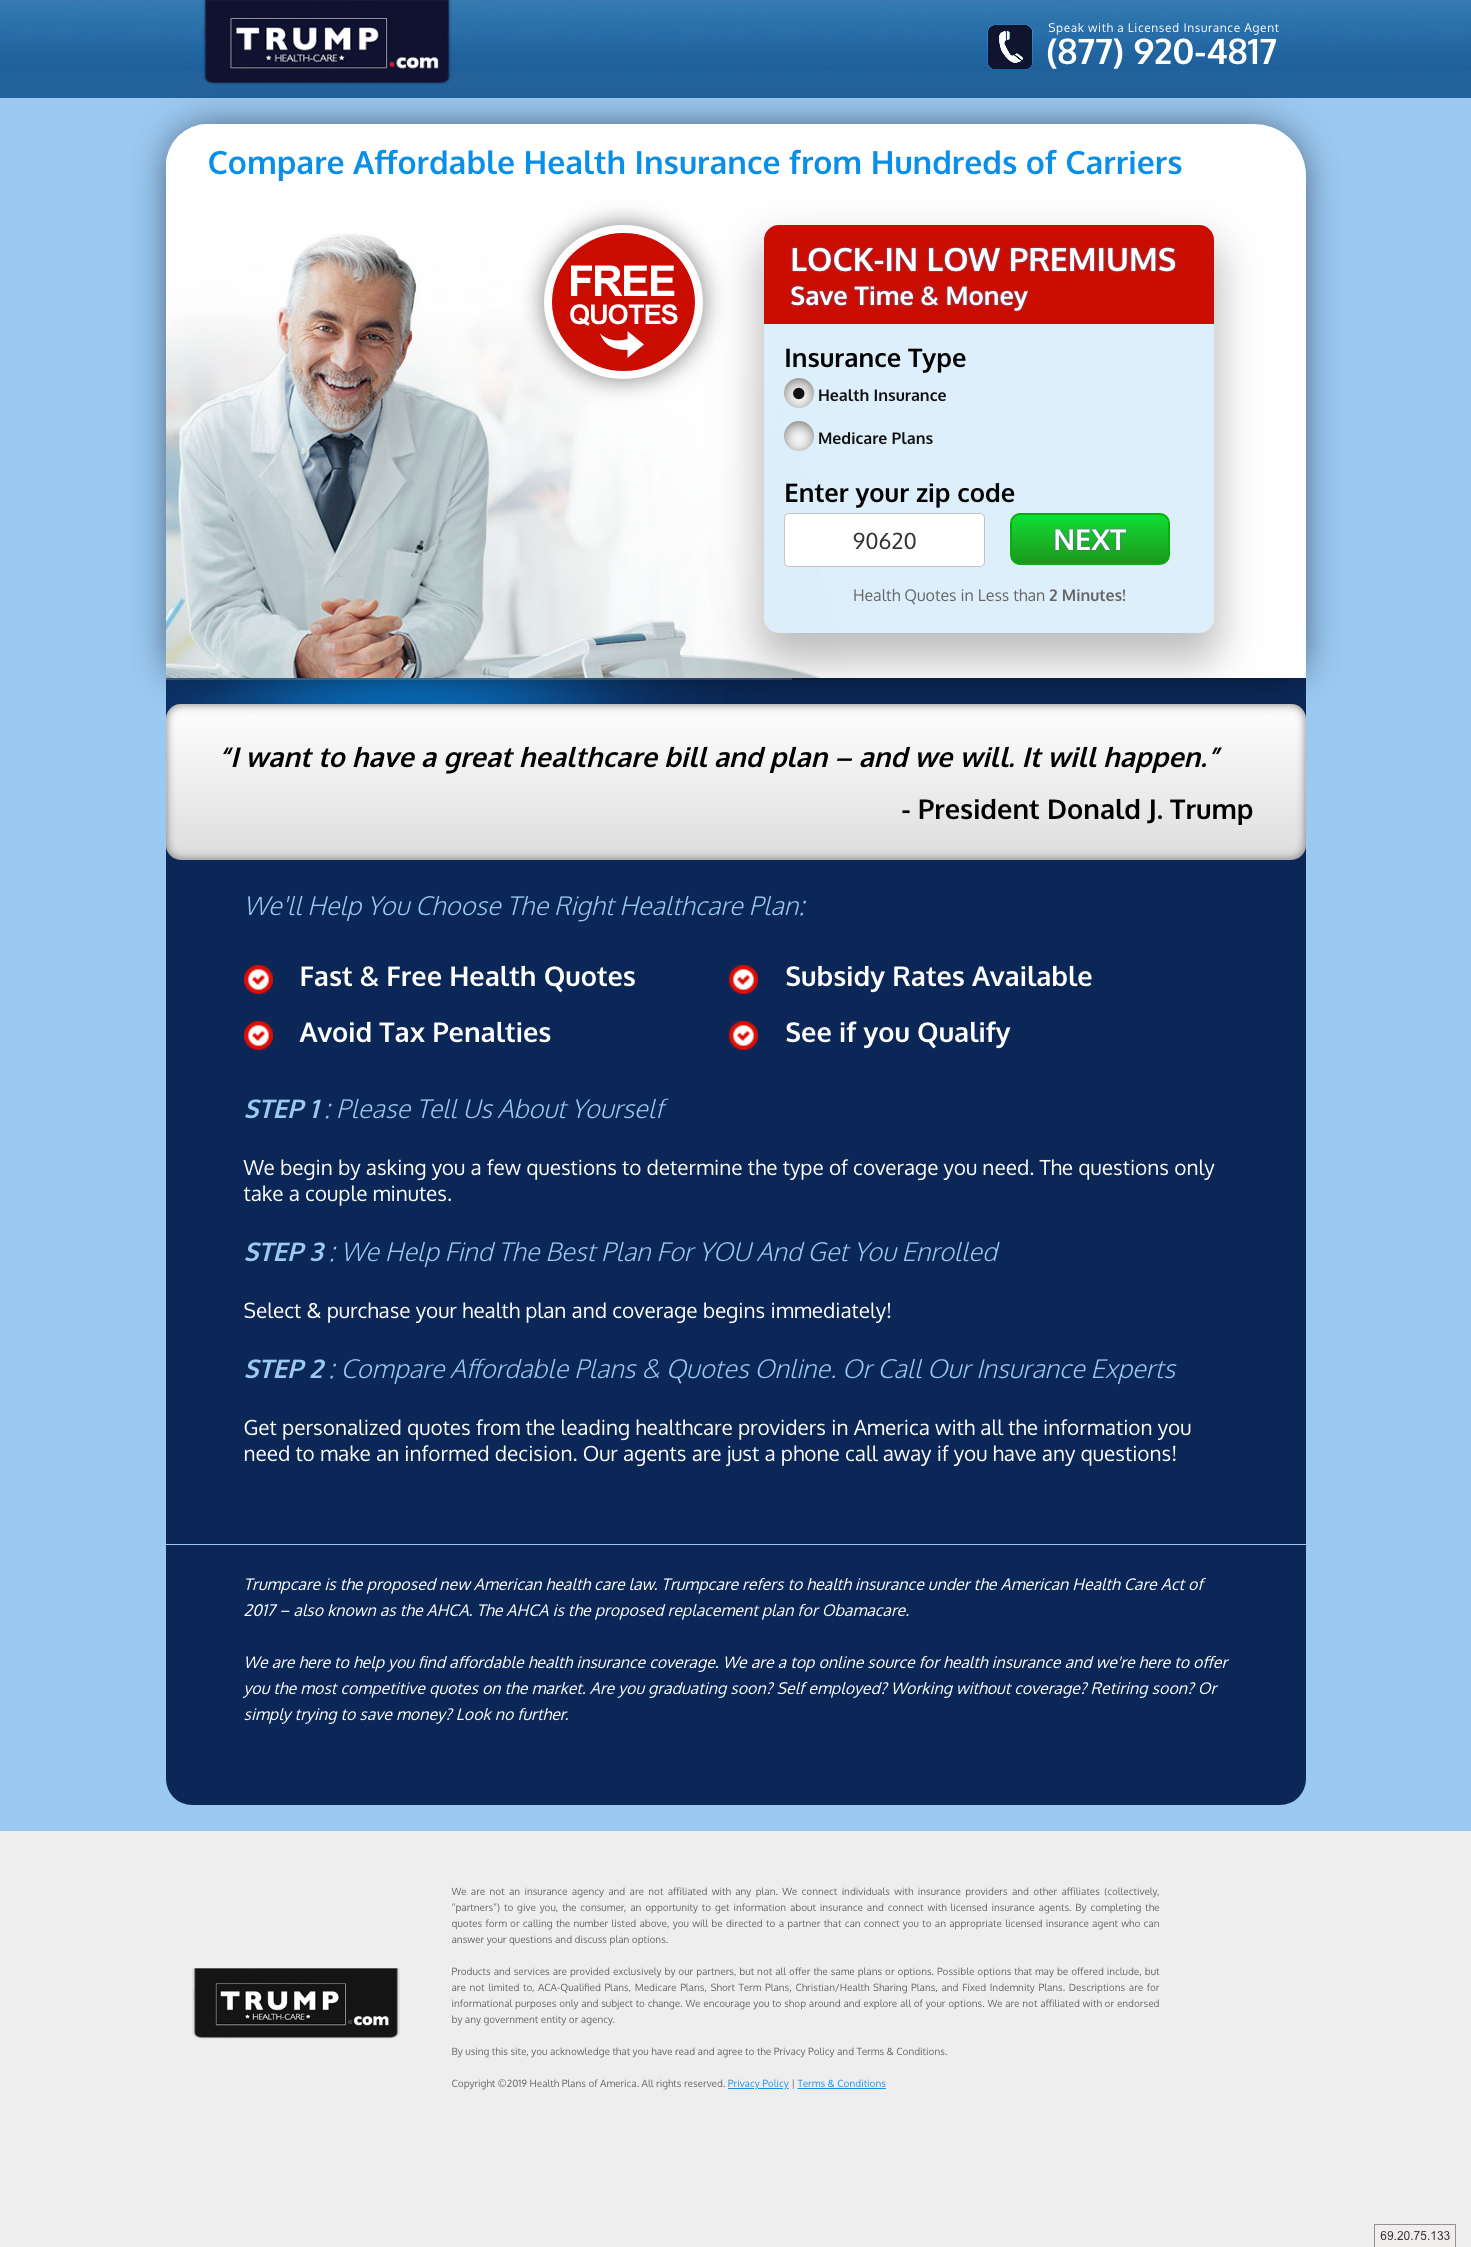 TRUMP
★ HEALTH-CARE ★
.com
Speak with a Licensed Insurance Agent
(877) 920-4817
Compare Affordable Health Insurance from Hundreds of Carriers
FREE
QUOTES
LOCK-IN LOW PREMIUMS
Save Time & Money
Insurance Type
Health Insurance
Medicare Plans
Enter your zip code
90620
NEXT
Health Quotes in Less than 2 Minutes!
“I want to have a great healthcare bill and plan – and we will. It will happen.”
- President Donald J. Trump
We'll Help You Choose The Right Healthcare Plan:
Fast & Free Health Quotes
Subsidy Rates Available
Avoid Tax Penalties
See if you Qualify
STEP 1 : Please Tell Us About Yourself
We begin by asking you a few questions to determine the type of coverage you need. The questions only
take a couple minutes.
STEP 3 : We Help Find The Best Plan For YOU And Get You Enrolled
Select & purchase your health plan and coverage begins immediately!
STEP 2 : Compare Affordable Plans & Quotes Online. Or Call Our Insurance Experts
Get personalized quotes from the leading healthcare providers in America with all the information you
need to make an informed decision. Our agents are just a phone call away if you have any questions!
Trumpcare is the proposed new American health care law. Trumpcare refers to health insurance under the American Health Care Act of
2017 – also known as the AHCA. The AHCA is the proposed replacement plan for Obamacare.
We are here to help you find affordable health insurance coverage. We are a top online source for health insurance and we're here to offer
you the most competitive quotes on the market. Are you graduating soon? Self employed? Working without coverage? Retiring soon? Or
simply trying to save money? Look no further.
TRUMP
★ HEALTH-CARE ★
.com
We are not an insurance agency and are not affiliated with any plan. We connect individuals with insurance providers and other affiliates (collectively,
“partners”) to give you, the consumer, an opportunity to get information about insurance and connect with licensed insurance agents. By completing the
quotes form or calling the number listed above, you will be directed to a partner that can connect you to an appropriate licensed insurance agent who can
answer your questions and discuss plan options.
Products and services are provided exclusively by our partners, but not all offer the same plans or options. Possible options that may be offered include, but
are not limited to, ACA-Qualified Plans, Medicare Plans, Short Term Plans, Christian/Health Sharing Plans, and Fixed Indemnity Plans. Descriptions are for
informational purposes only and subject to change. We encourage you to shop around and explore all of your options. We are not affiliated with or endorsed
by any government entity or agency.
By using this site, you acknowledge that you have read and agree to the Privacy Policy and Terms & Conditions.
Copyright ©2019 Health Plans of America. All rights reserved. Privacy Policy | Terms & Conditions
69.20.75.133